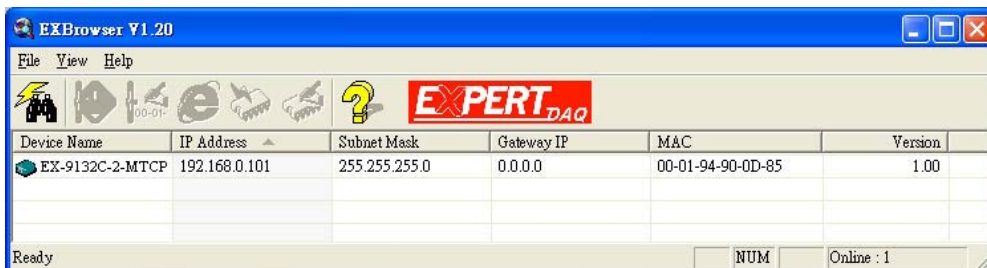 EXBrowser V1.20
File View Help
00-01- EXPERT DAQ
Device Name IP Address Subnet Mask Gateway IP MAC Version
EX-9132C-2-MTCP 192.168.0.101 255.255.255.0 0.0.0.0 00-01-94-90-0D-85 1.00
Ready NUM Online : 1